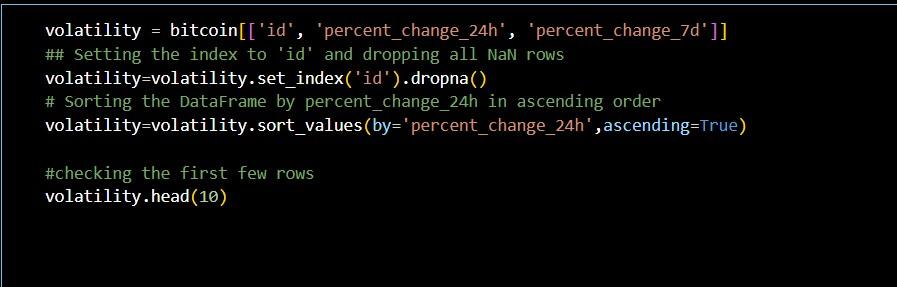 volatility = bitcoin[['id', 'percent_change_24h', 'percent_change_7d']]
## Setting the index to 'id' and dropping all NaN rows
volatility=volatility.set_index('id').dropna()
# Sorting the DataFrame by percent_change_24h in ascending order
volatility=volatility.sort_values(by='percent_change_24h',ascending=True)
#checking the first few rows
volatility.head(10)